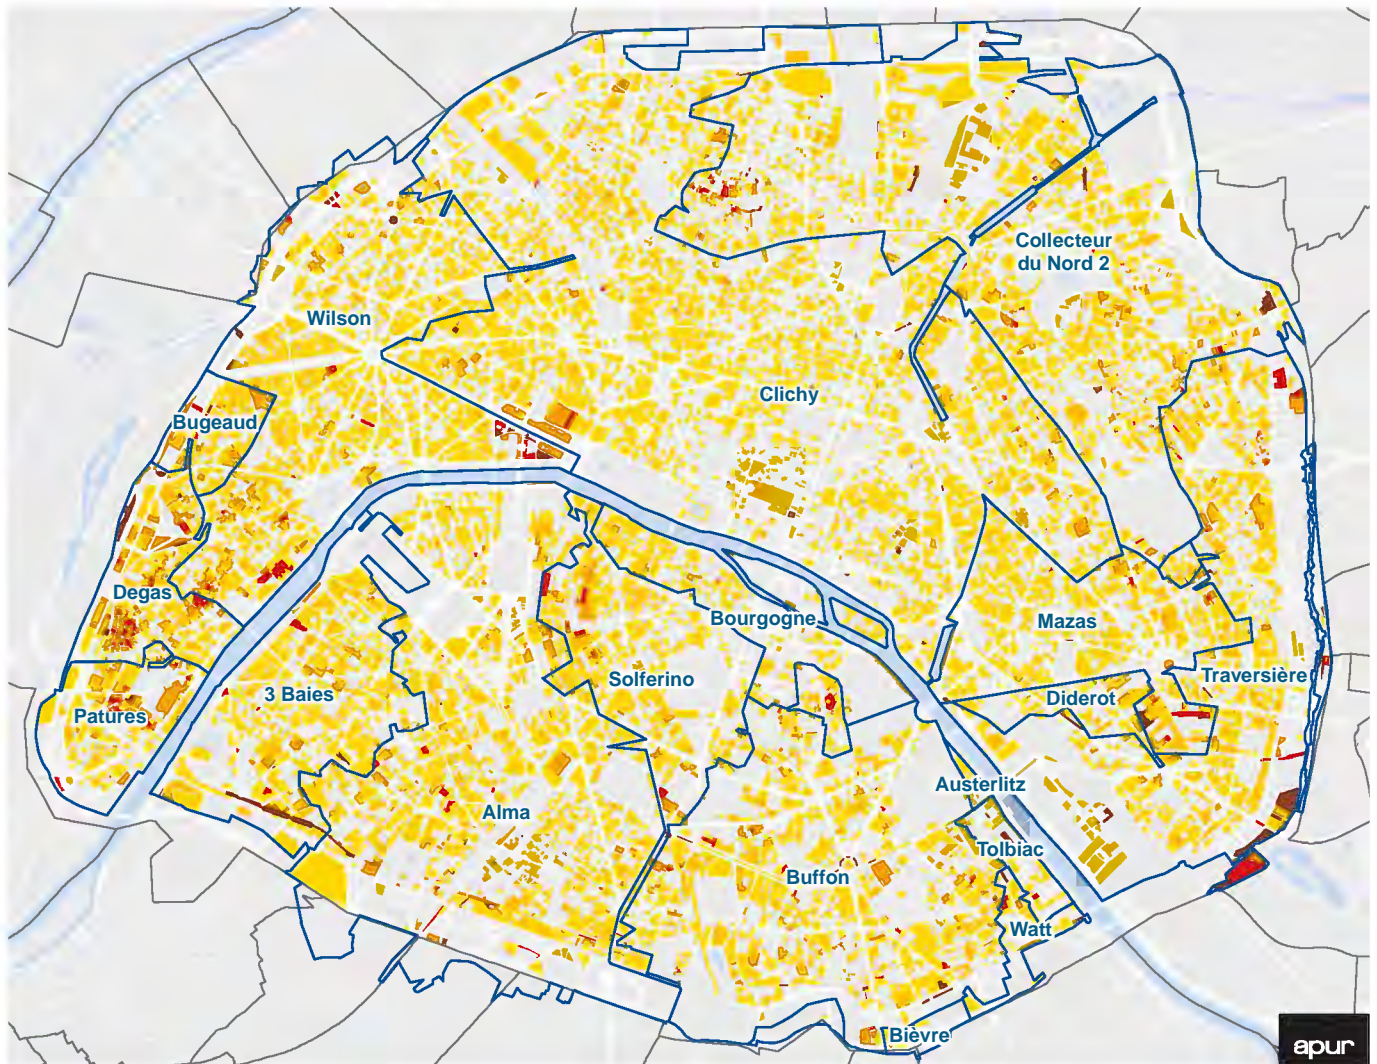 Collecteur
du Nord 2
Wilson
Clichy
Bugeaud
Degas
Bourgogne
Mazas
3 Baies
Solferino
Traversière
Patures
Diderot
Austerlitz
Alma
Tolbiac
Buffon
Watt
Bièvre
apur